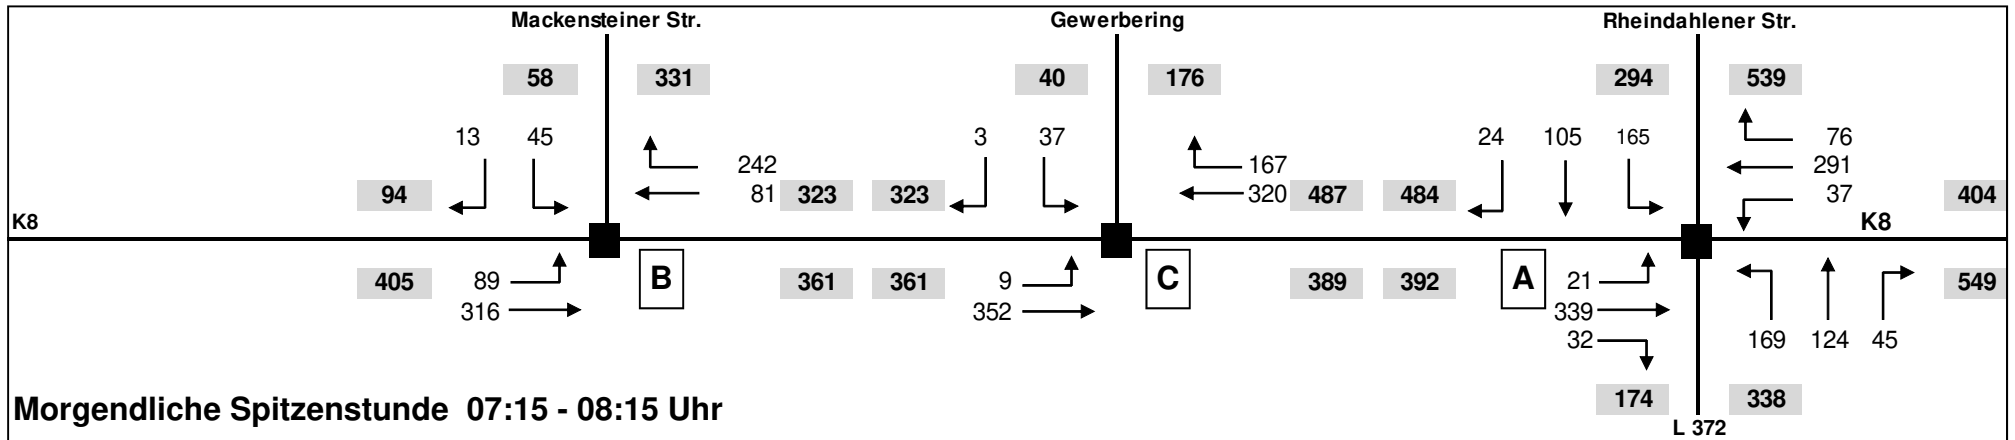 Mackensteiner Str. Gewerbering Rheindahlener Str.
58 331 40 176 294 539
13 45 3 37 24 105 165 76
242 167 291
94 81 323 323 320 487 484 37 404
K8 K8
B C A
405 89 361 361 9 389 392 21 549
316 352 339
32 169 124 45
174 338
Morgendliche Spitzenstunde 07:15 - 08:15 Uhr
L 372